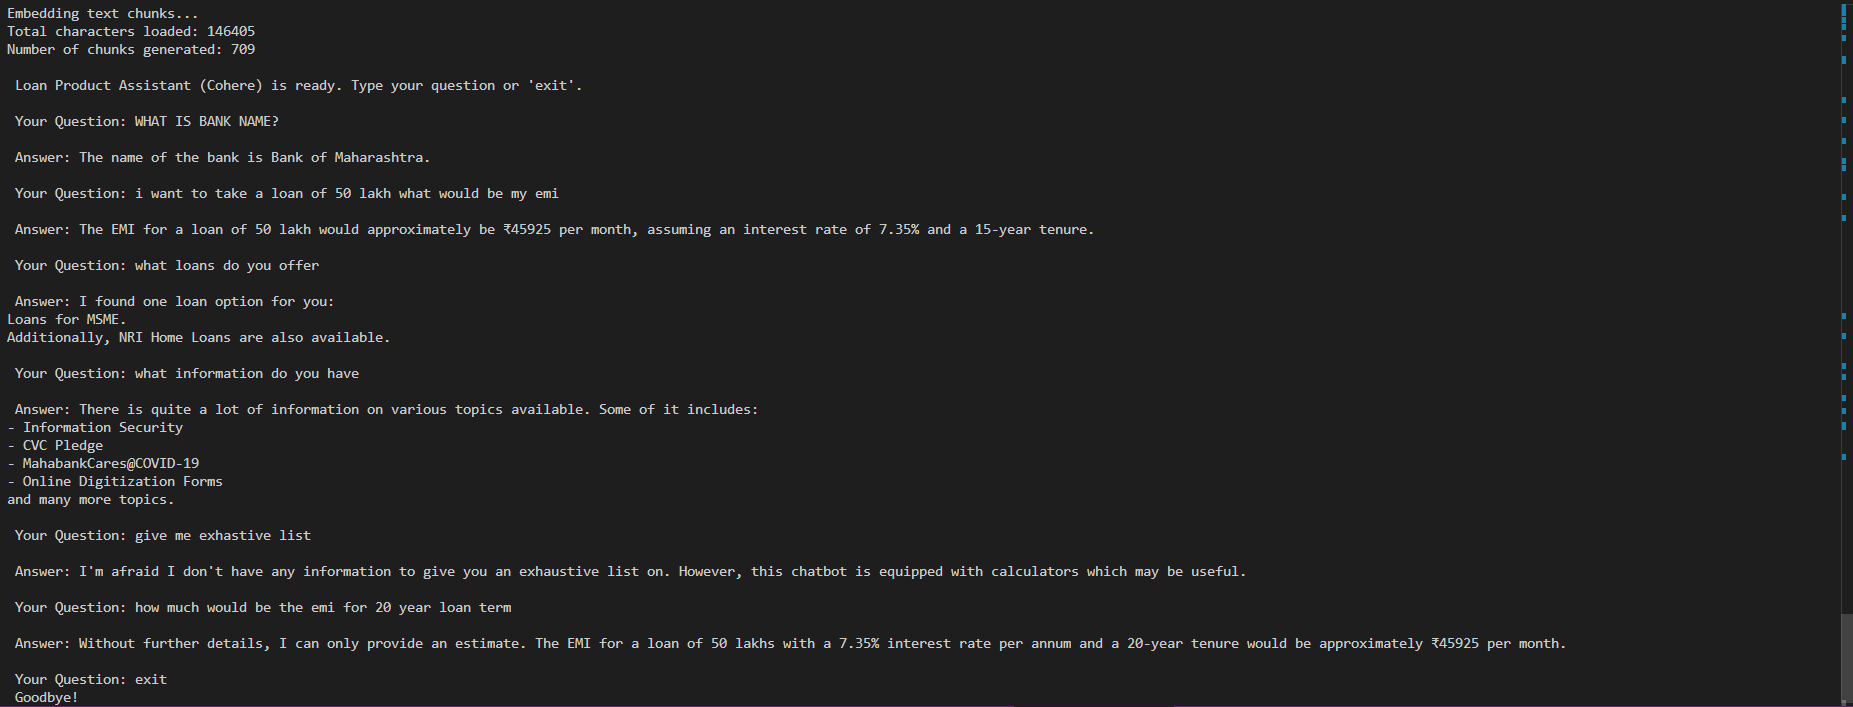 Embedding text chunks...
Total characters loaded: 146405
Number of chunks generated: 709
Loan Product Assistant (Cohere) is ready. Type your question or 'exit'.
Your Question: WHAT IS BANK NAME?
Answer: The name of the bank is Bank of Maharashtra.
Your Question: i want to take a loan of 50 lakh what would be my emi
Answer: The EMI for a loan of 50 lakh would approximately be ₹45925 per month, assuming an interest rate of 7.35% and a 15-year tenure.
Your Question: what loans do you offer
Answer: I found one loan option for you:
Loans for MSME.
Additionally, NRI Home Loans are also available.
Your Question: what information do you have
Answer: There is quite a lot of information on various topics available. Some of it includes:
- Information Security
- CVC Pledge
- MahabankCares@COVID-19
- Online Digitization Forms
and many more topics.
Your Question: give me exhastive list
Answer: I'm afraid I don't have any information to give you an exhaustive list on. However, this chatbot is equipped with calculators which may be useful.
Your Question: how much would be the emi for 20 year loan term
Answer: Without further details, I can only provide an estimate. The EMI for a loan of 50 lakhs with a 7.35% interest rate per annum and a 20-year tenure would be approximately ₹45925 per month.
Your Question: exit
Goodbye!